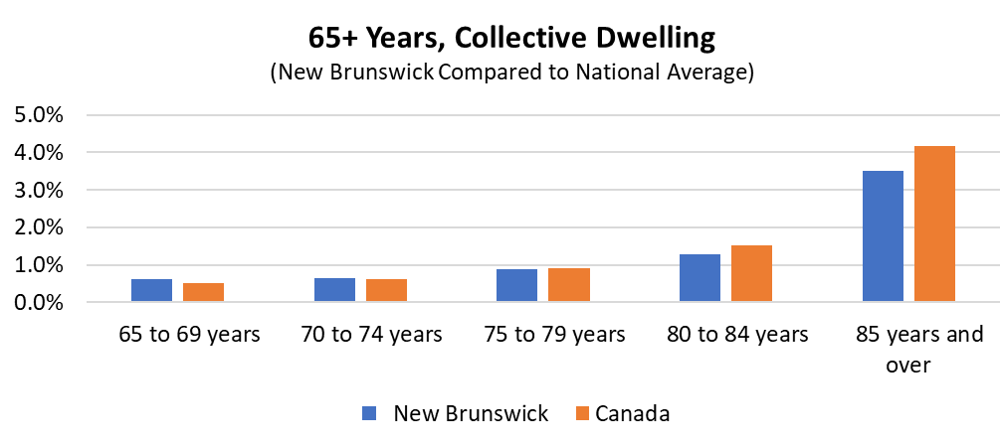 65+ Years, Collective Dwelling
(New Brunswick Compared to National Average)
5.0%
4.0%
3.0%
2.0%
1.0%
0.0%
65 to 69 years
70 to 74 years
75 to 79 years
80 to 84 years
85 years and
over
New Brunswick
Canada